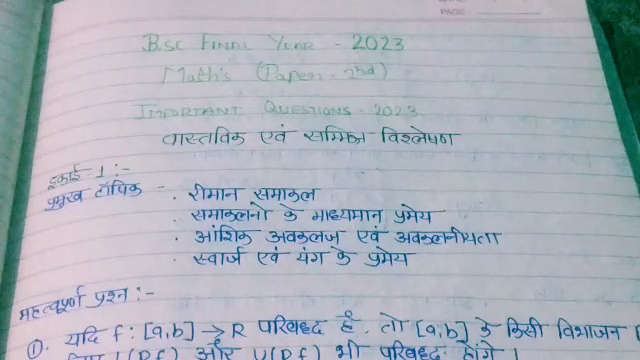 PAGE
B.Sc FINAL YEAR - 2023
Math's (Paper - 2nd)
IMPORTANT QUESTIONS - 2023
वास्तविक एवं सम्मिश्र विश्लेषण
इकाई - 1 :-
प्रमुख टॉपिक - . रीमान समाकल
. समाकलनो के माध्यमान प्रमेय
. आंशिक अवकलज एवं अवकलनीयता
. स्वार्ज एवं यंग के प्रमेय
महत्वपूर्ण प्रश्न :-
①. यदि f : [a,b] → R परिबद्ध है, तो [a,b] के किसी विभाजन
और U(P,f) भी परिबद्ध होंगे।